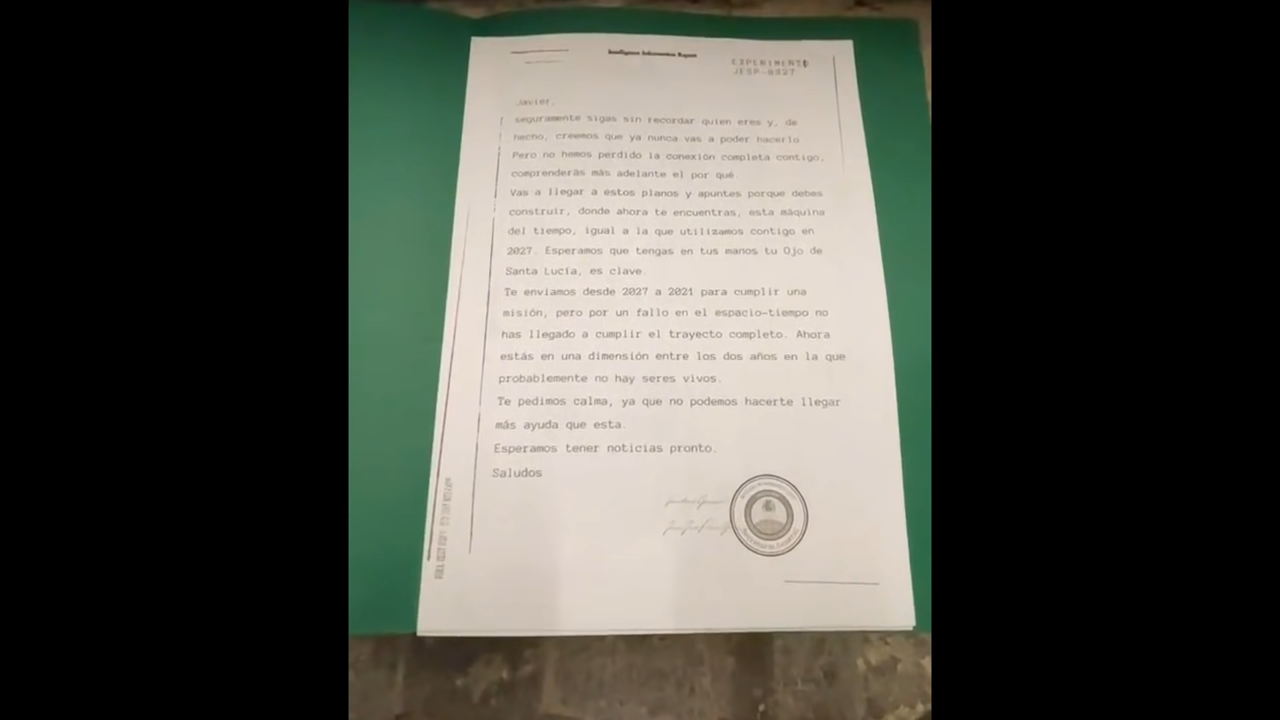 Intelligence Information Report
EXPERIMENTO
JESP-
Javier,
seguramente sigas sin recordar quien eres y, de
hecho, creemos que ya nunca vas a poder hacerlo
Pero no hemos perdido la conexión completa contigo,
comprenderás más adelante el por qué
Vas a llegar a estos planos y apuntes porque debes
construir, donde ahora te encuentras, esta máquina
del tiempo, igual a la que utilizamos contigo en
2027. Esperamos que tengas en tus manos tu Ojo de
Santa Lucía, es clave.
Te enviamos desde 2027 a 2021 para cumplir una
misión, pero por un fallo en el espacio-tiempo no
has llegado a cumplir el trayecto completo. Ahora
estás en una dimensión entre los dos años en la que
probablemente no hay seres vivos.
Te pedimos calma, ya que no podemos hacerte llegar
más ayuda que esta.
Esperamos tener noticias pronto.
Saludos